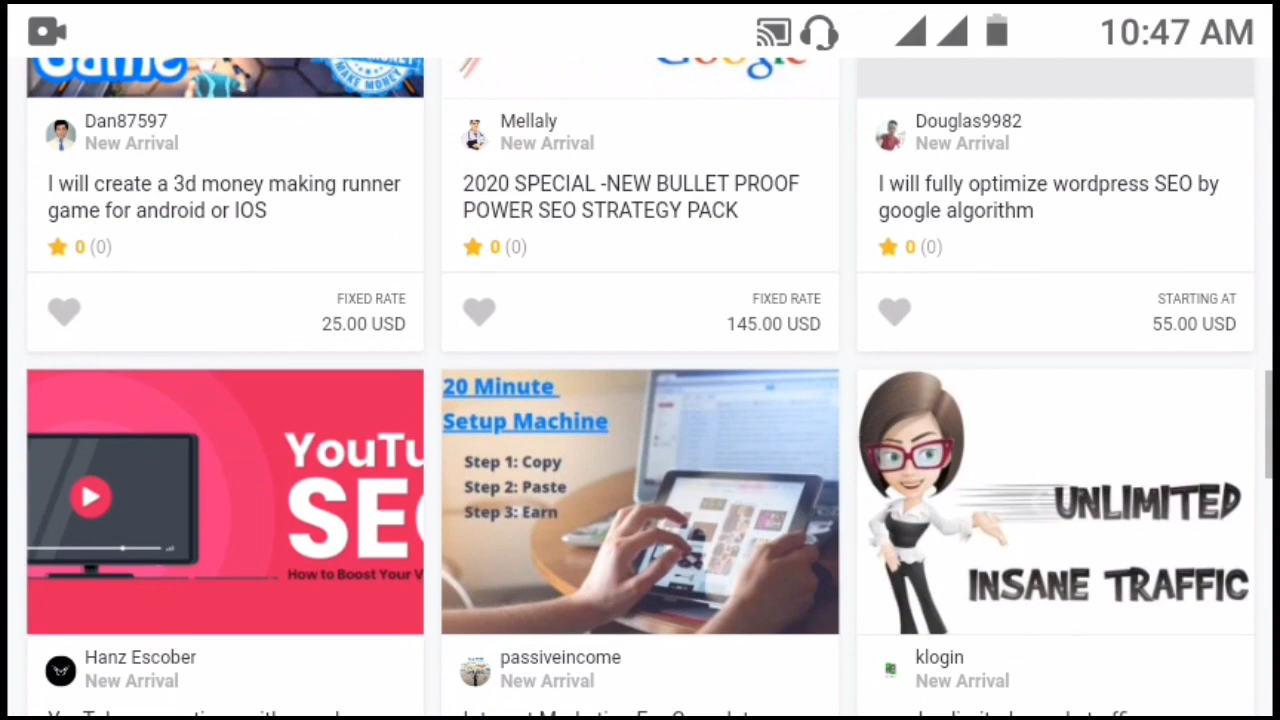 10:47 AM
Game
MAKE MONEY
Google
Dan87597
New Arrival
I will create a 3d money making runner
game for android or IOS
0 (0)
FIXED RATE
25.00 USD
Mellaly
New Arrival
2020 SPECIAL -NEW BULLET PROOF
POWER SEO STRATEGY PACK
0 (0)
FIXED RATE
145.00 USD
Douglas9982
New Arrival
I will fully optimize wordpress SEO by
google algorithm
0 (0)
STARTING AT
55.00 USD
YouTu
SEO
How to Boost Your V
Hanz Escober
New Arrival
20 Minute
Setup Machine
Step 1: Copy
Step 2: Paste
Step 3: Earn
passiveincome
New Arrival
UNLIMITED
INSANE TRAFFIC
klogin
New Arrival